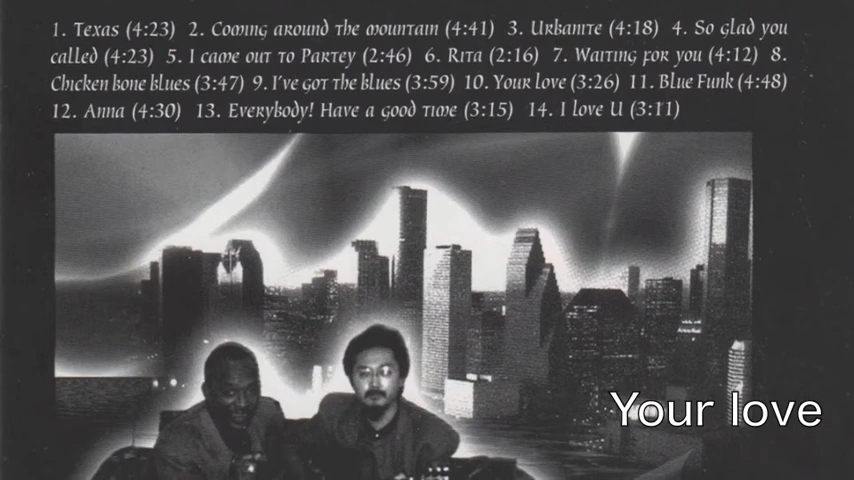 1. Texas (4:23) 2. Coming around the mountain (4:41) 3. Urbanite (4:18) 4. So glad you
called (4:23) 5. I came out to Partey (2:46) 6. Rita (2:16) 7. Waiting for you (4:12) 8.
Chicken bone blues (3:47) 9. I've got the blues (3:59) 10. Your love (3:26) 11. Blue Funk (4:48)
12. Anna (4:30) 13. Everybody! Have a good time (3:15) 14. I love U (3:11)
Your love